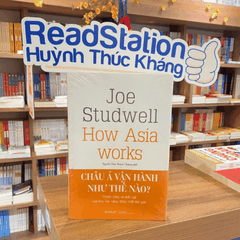 ReadStation
Huỳnh Thúc Kháng
Joe
Studwell
How Asia
works
CHÂU Á VẬN HÀNH
NHƯ THẾ NÀO?